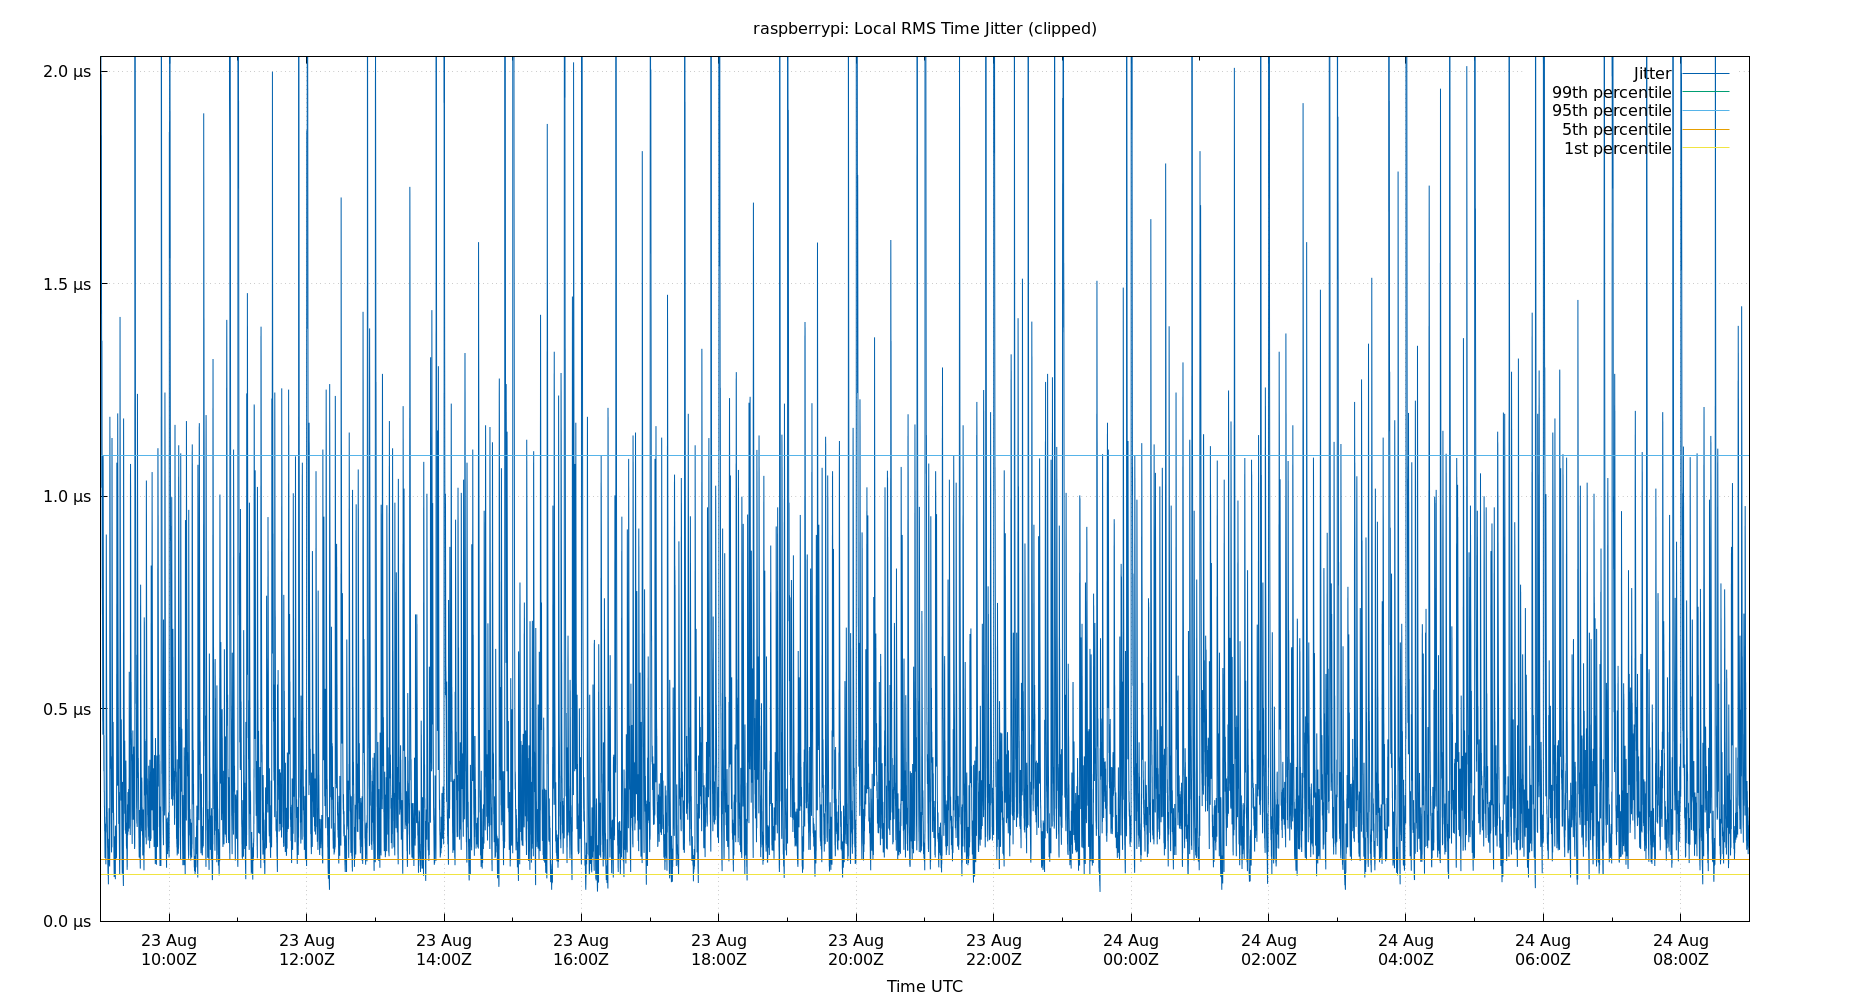 raspberrypi: Local RMS Time Jitter (clipped)
2.0 µs
1.5 µs
1.0 µs
0.5 µs
0.0 µs
Jitter
99th percentile
95th percentile
5th percentile
1st percentile
23 Aug 23 Aug 23 Aug 23 Aug 23 Aug 23 Aug 23 Aug 24 Aug 24 Aug 24 Aug 24 Aug 24 Aug
10:00Z 12:00Z 14:00Z 16:00Z 18:00Z 20:00Z 22:00Z 00:00Z 02:00Z 04:00Z 06:00Z 08:00Z
Time UTC